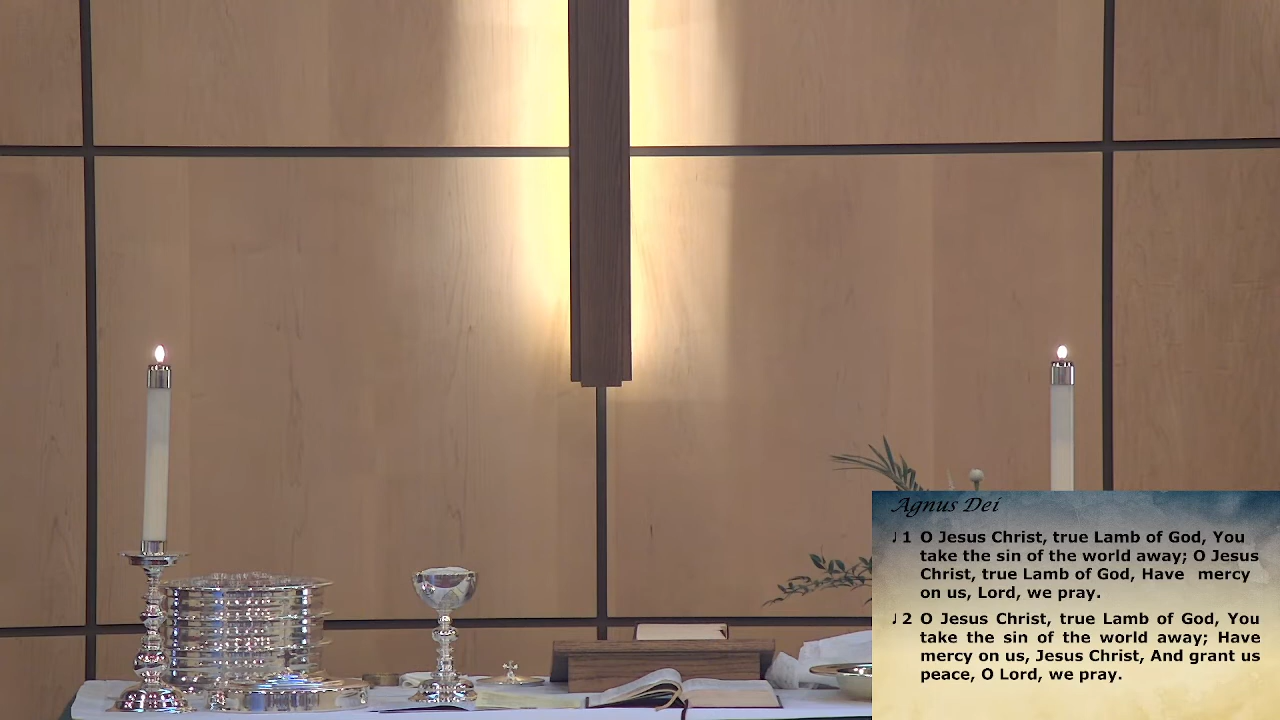 Agnus Dei
♩ 1 O Jesus Christ, true Lamb of God, You
take the sin of the world away; O Jesus
Christ, true Lamb of God, Have mercy
on us, Lord, we pray.
♩ 2 O Jesus Christ, true Lamb of God, You
take the sin of the world away; Have
mercy on us, Jesus Christ, And grant us
peace, O Lord, we pray.